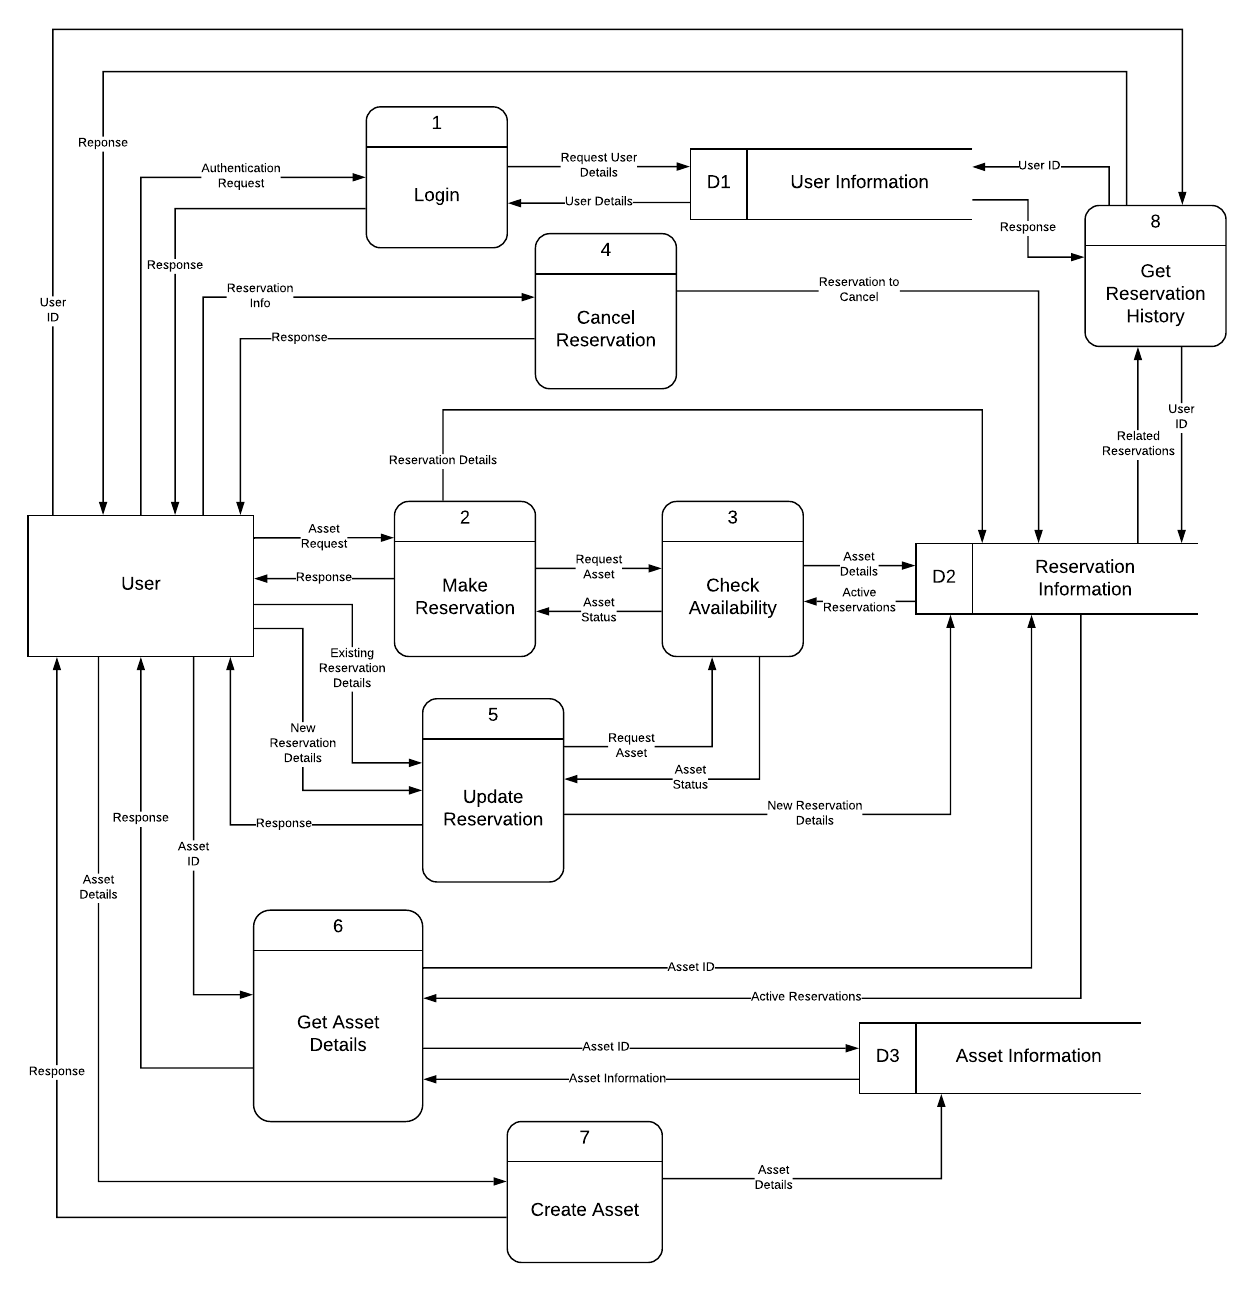 1
Reponse
Request User
Details
Authentication
Request
User ID
D1
User Information
Login
User Details
8
Response
4
Response
Get
Reservation
History
Reservation
Info
Reservation to
Cancel
User
ID
Cancel
Reservation
Response
User
ID
Related
Reservations
Reservation Details
2
3
Asset
Request
Request
Asset
Asset
Details
Reservation
Information
User
Response
Make
Reservation
Check
Availability
D2
Asset
Status
Active
Reservations
Existing
Reservation
Details
5
New
Reservation
Details
Request
Asset
Asset
Status
Update
Reservation
New Reservation
Details
Response
Response
Asset
ID
Asset
Details
6
Asset ID
Active Reservations
Get Asset
Details
Asset ID
D3
Asset Information
Response
Asset Information
7
Asset
Details
Create Asset